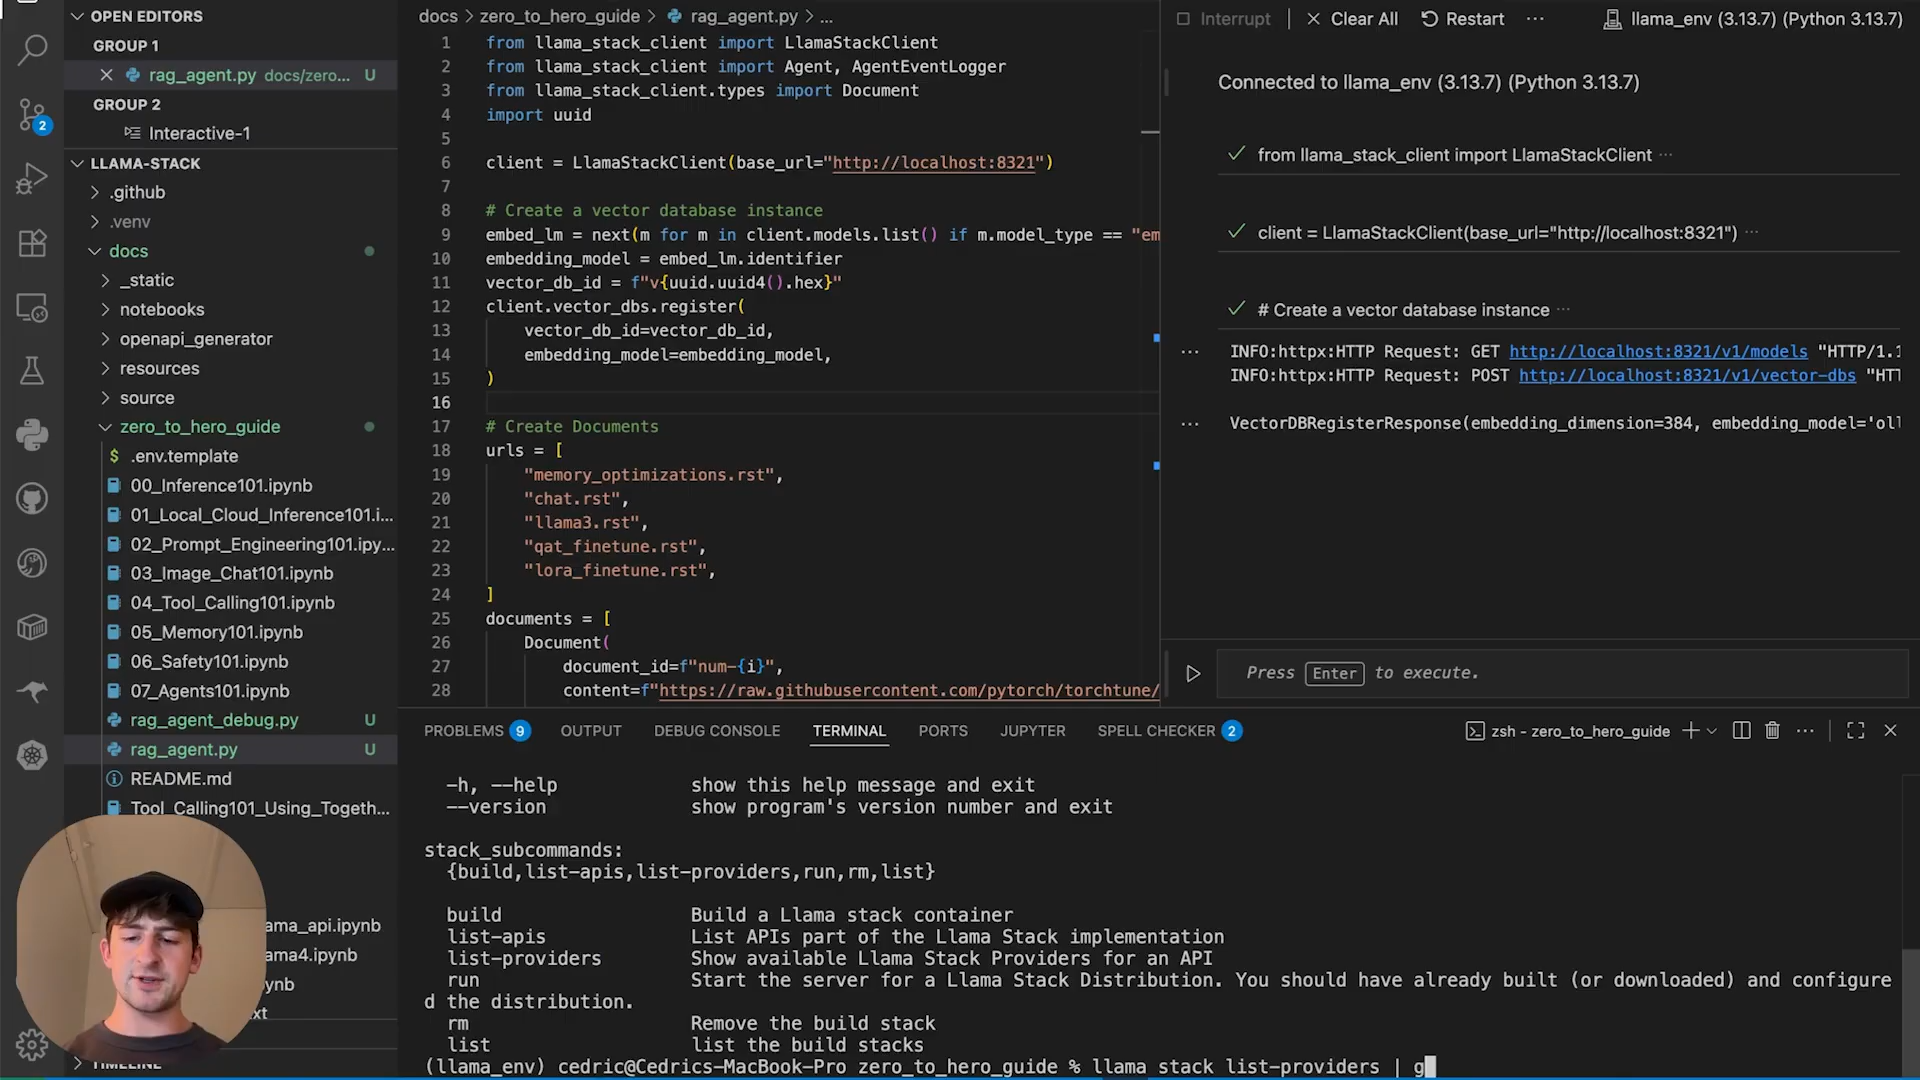 OPEN EDITORS
GROUP 1
rag_agent.py docs/zero... U
GROUP 2
Interactive-1
LLAMA-STACK
.github
.venv
docs
_static
notebooks
openapi_generator
resources
source
zero_to_hero_guide
.env.template
00_Inference101.ipynb
01_Local_Cloud_Inference101.i...
02_Prompt_Engineering101.ipy...
03_Image_Chat101.ipynb
04_Tool_Calling101.ipynb
05_Memory101.ipynb
06_Safety101.ipynb
07_Agents101.ipynb
rag_agent_debug.py U
rag_agent.py U
README.md
Tool_Calling101_Using_Togeth...
ama_api.ipynb
ama4.ipynb
ynb
xt
TIMELINE
2
docs > zero_to_hero_guide > rag_agent.py > ...
1 from llama_stack_client import LlamaStackClient
2 from llama_stack_client import Agent, AgentEventLogger
3 from llama_stack_client.types import Document
4 import uuid
5
6 client = LlamaStackClient(base_url="http://localhost:8321")
7
8 # Create a vector database instance
9 embed_lm = next(m for m in client.models.list() if m.model_type == "em
10 embedding_model = embed_lm.identifier
11 vector_db_id = f"v{uuid.uuid4().hex}"
12 client.vector_dbs.register(
13 vector_db_id=vector_db_id,
14 embedding_model=embedding_model,
15 )
16
17 # Create Documents
18 urls = [
19 "memory_optimizations.rst",
20 "chat.rst",
21 "llama3.rst",
22 "qat_finetune.rst",
23 "lora_finetune.rst",
24 ]
25 documents = [
26 Document(
27 document_id=f"num-{i}",
28 content=f"https://raw.githubusercontent.com/pytorch/torchtune/
Interrupt | Clear All Restart ... llama_env (3.13.7) (Python 3.13.7)
Connected to llama_env (3.13.7) (Python 3.13.7)
from llama_stack_client import LlamaStackClient ...
client = LlamaStackClient(base_url="http://localhost:8321") ...
# Create a vector database instance ...
... INFO:httpx:HTTP Request: GET http://localhost:8321/v1/models "HTTP/1.1
INFO:httpx:HTTP Request: POST http://localhost:8321/v1/vector-dbs "HTT
... VectorDBRegisterResponse(embedding_dimension=384, embedding_model='oll
Press Enter to execute.
PROBLEMS 9 OUTPUT DEBUG CONSOLE TERMINAL PORTS JUPYTER SPELL CHECKER 2 zsh - zero_to_hero_guide
-h, --help show this help message and exit
--version show program's version number and exit
stack_subcommands:
{build,list-apis,list-providers,run,rm,list}
build Build a Llama stack container
list-apis List APIs part of the Llama Stack implementation
list-providers Show available Llama Stack Providers for an API
run Start the server for a Llama Stack Distribution. You should have already built (or downloaded) and configure
d the distribution.
rm Remove the build stack
list list the build stacks
(llama_env) cedric@Cedrics-MacBook-Pro zero_to_hero_guide % llama stack list-providers | g